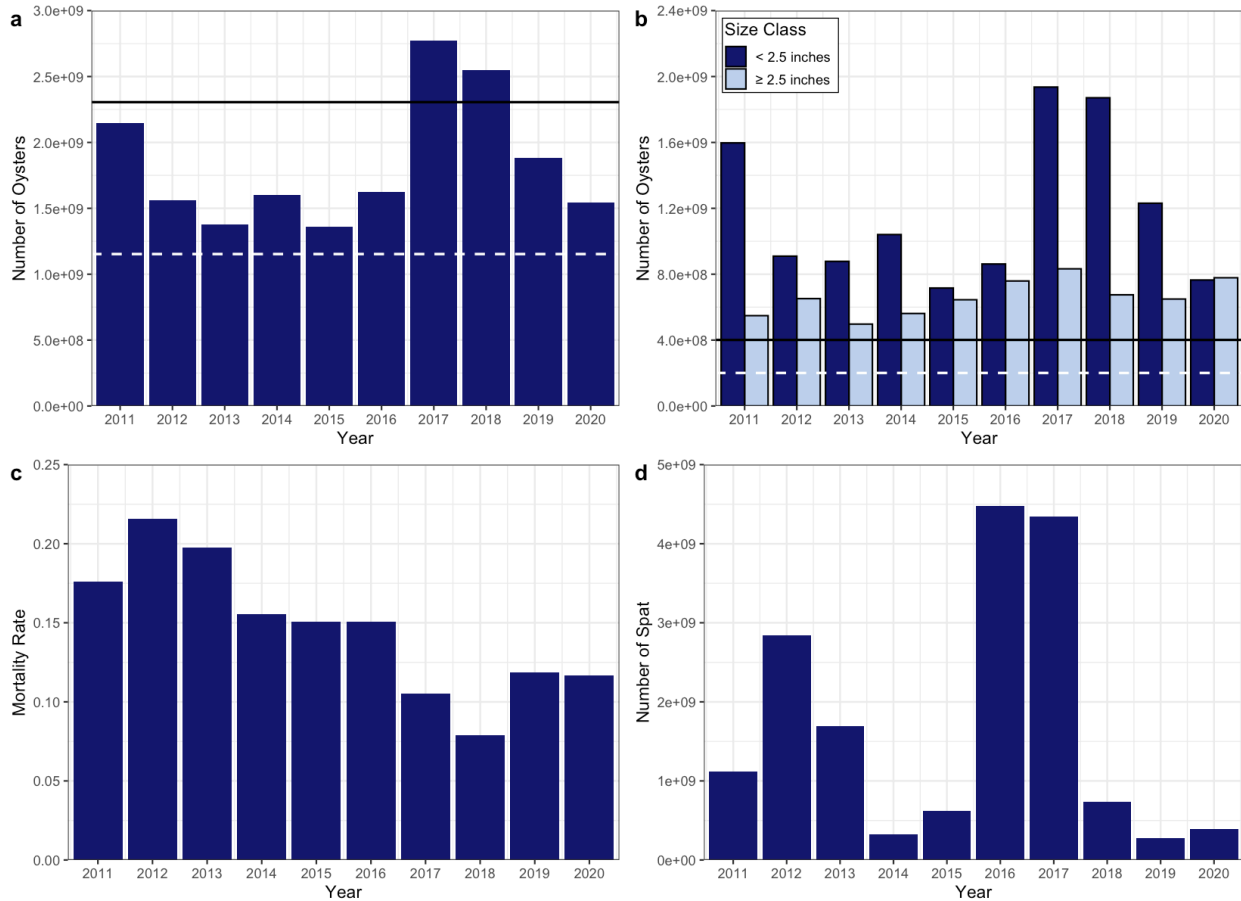 a
3.0e+09
2.5e+09
2.0e+09
1.5e+09
1.0e+09
5.0e+08
0.0e+00
Number of Oysters
2011 2012 2013 2014 2015 2016 2017 2018 2019 2020
Year
b
2.4e+09
2.0e+09
1.6e+09
1.2e+09
8.0e+08
4.0e+08
0.0e+00
Number of Oysters
Size Class
< 2.5 inches
≥ 2.5 inches
2011 2012 2013 2014 2015 2016 2017 2018 2019 2020
Year
c
0.25
0.20
0.15
0.10
0.05
0.00
Mortality Rate
2011 2012 2013 2014 2015 2016 2017 2018 2019 2020
Year
d
5e+09
4e+09
3e+09
2e+09
1e+09
0e+00
Number of Spat
2011 2012 2013 2014 2015 2016 2017 2018 2019 2020
Year